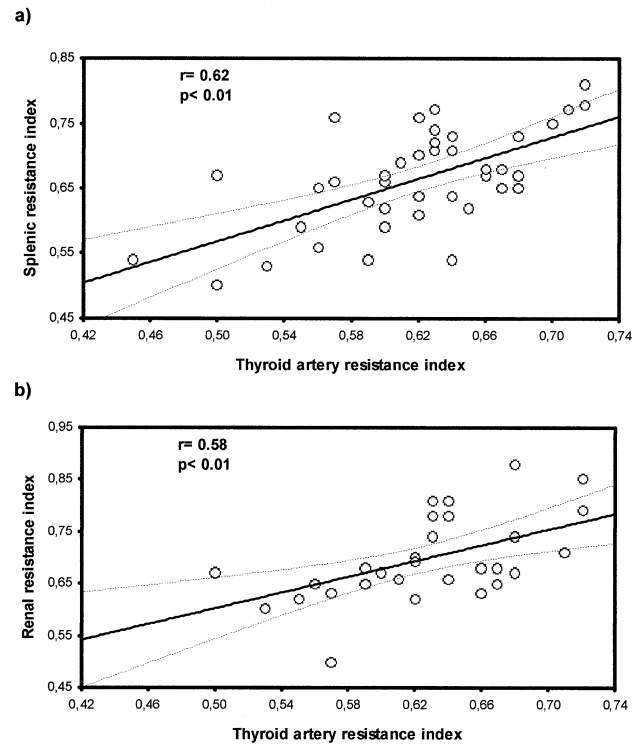 a)
r= 0.62
p< 0.01
Splenic resistance index
0,85
0,75
0,65
0,55
0,45
0,42 0,46 0,50 0,54 0,58 0,62 0,66 0,70 0,74
Thyroid artery resistance index
b)
r= 0.58
p< 0.01
Renal resistance index
0,95
0,85
0,75
0,65
0,55
0,45
0,42 0,46 0,50 0,54 0,58 0,62 0,66 0,70 0,74
Thyroid artery resistance index